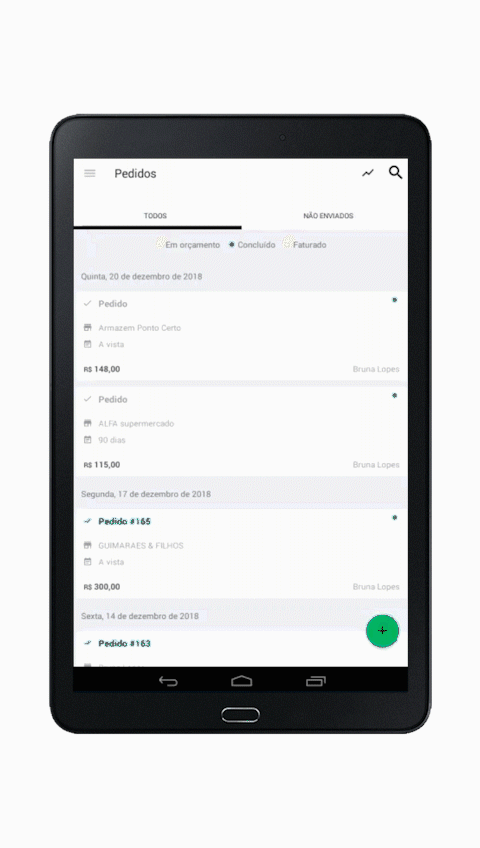 Pedidos
TODOS NÃO ENVIADOS
Em orçamento Concluído Faturado
Quinta, 20 de dezembro de 2018
Pedido
Armazem Ponto Certo
A vista
R$ 148,00 Bruna Lopes
Pedido
ALFA supermercado
90 dias
R$ 115,00 Bruna Lopes
Segunda, 17 de dezembro de 2018
Pedido #165
GUIMARAES & FILHOS
A vista
R$ 300,00 Bruna Lopes
Sexta, 14 de dezembro de 2018
Pedido #163